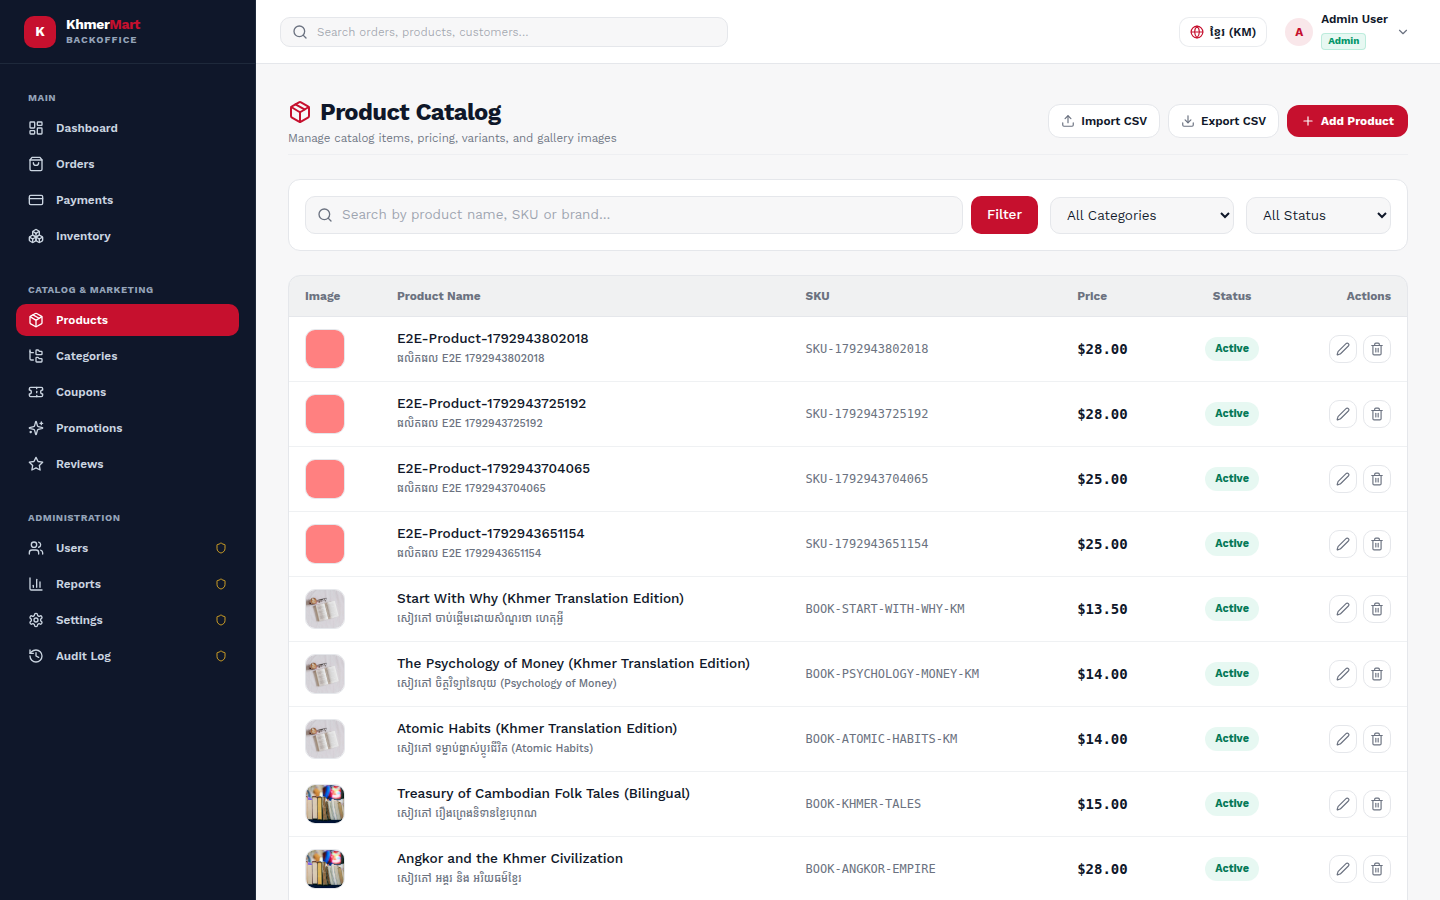 K
KhmerMart
BACKOFFICE
Search orders, products, customers...
ខ្មែរ (KM)
A
Admin User
Admin
MAIN
Dashboard
Orders
Payments
Inventory
CATALOG & MARKETING
Products
Categories
Coupons
Promotions
Reviews
ADMINISTRATION
Users
Reports
Settings
Audit Log
Product Catalog
Manage catalog items, pricing, variants, and gallery images
Import CSV
Export CSV
Add Product
Search by product name, SKU or brand...
Filter
All Categories
All Status
Image Product Name SKU Price Status Actions
E2E-Product-1792943802018
ផលិតផល E2E 1792943802018
SKU-1792943802018 $28.00 Active
E2E-Product-1792943725192
ផលិតផល E2E 1792943725192
SKU-1792943725192 $28.00 Active
E2E-Product-1792943704065
ផលិតផល E2E 1792943704065
SKU-1792943704065 $25.00 Active
E2E-Product-1792943651154
ផលិតផល E2E 1792943651154
SKU-1792943651154 $25.00 Active
Start With Why (Khmer Translation Edition)
សៀវភៅ ចាប់ផ្តើមដោយសំណួរថា ហេតុអ្វី
BOOK-START-WITH-WHY-KM $13.50 Active
The Psychology of Money (Khmer Translation Edition)
សៀវភៅ ចិត្តវិទ្យានៃលុយ (Psychology of Money)
BOOK-PSYCHOLOGY-MONEY-KM $14.00 Active
Atomic Habits (Khmer Translation Edition)
សៀវភៅ ទម្លាប់ផ្លាស់ប្តូរជីវិត (Atomic Habits)
BOOK-ATOMIC-HABITS-KM $14.00 Active
Treasury of Cambodian Folk Tales (Bilingual)
សៀវភៅ រឿងព្រេងនិទានខ្មែរបុរាណ
BOOK-KHMER-TALES $15.00 Active
Angkor and the Khmer Civilization
សៀវភៅ អង្គរ និង អរិយធម៌ខ្មែរ
BOOK-ANGKOR-EMPIRE $28.00 Active